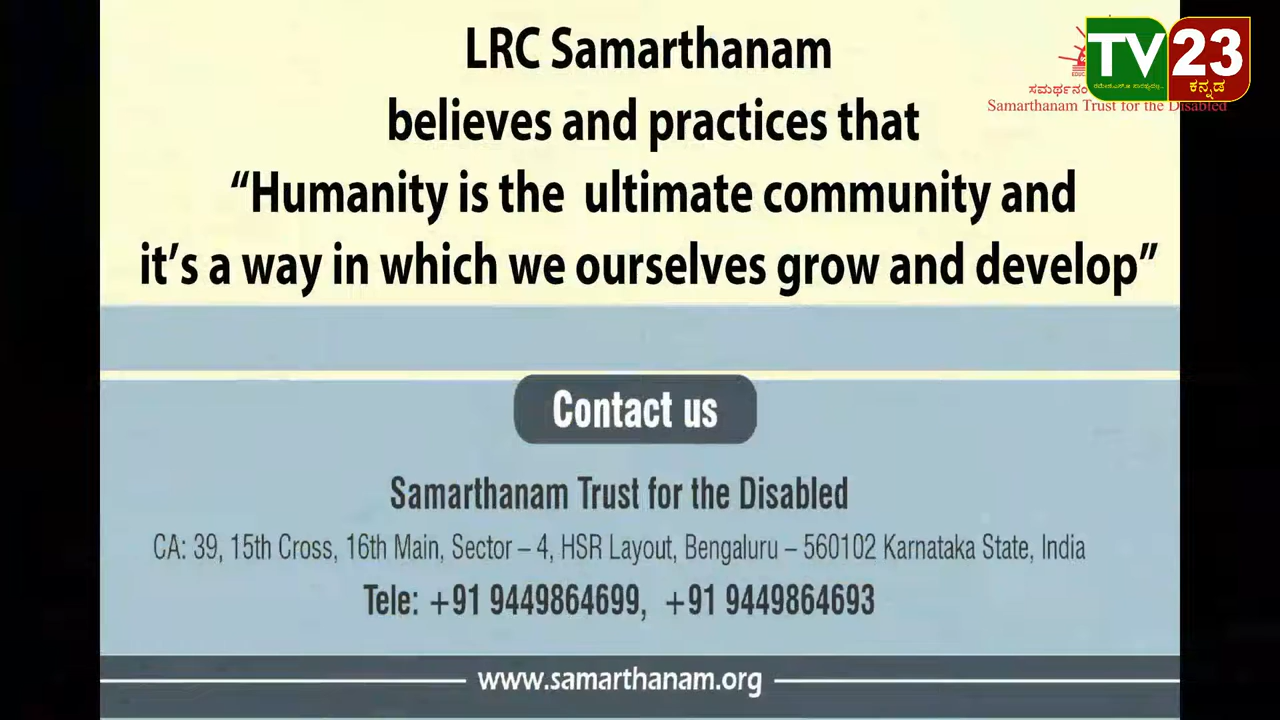 LRC Samarthanam
believes and practices that
“Humanity is the ultimate community and
it’s a way in which we ourselves grow and develop”
TV23
ಕನ್ನಡ
ಸಮರ್ಥನಂ
Samarthanam Trust for the Disabled
Contact us
Samarthanam Trust for the Disabled
CA: 39, 15th Cross, 16th Main, Sector – 4, HSR Layout, Bengaluru – 560102 Karnataka State, India
Tele: +91 9449864699, +91 9449864693
www.samarthanam.org